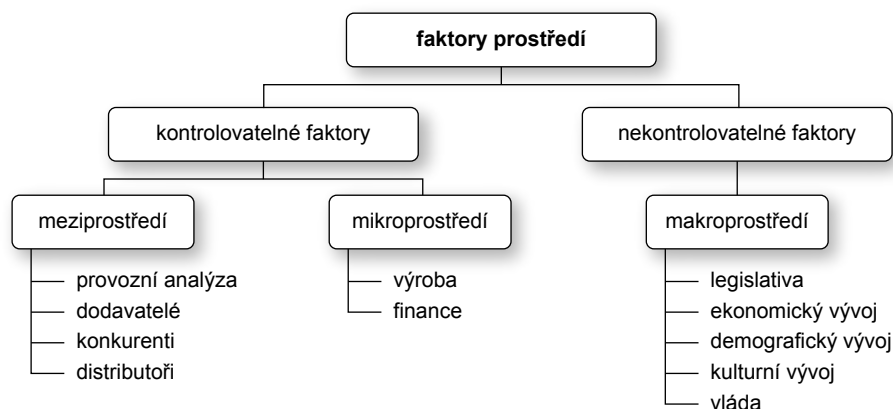 faktory prostředí
kontrolovatelné faktory
nekontrolovatelné faktory
meziprostředí
mikroprostředí
makroprostředí
provozní analýza
dodavatelé
konkurenti
distributoři
výroba
finance
legislativa
ekonomický vývoj
demografický vývoj
kulturní vývoj
vláda